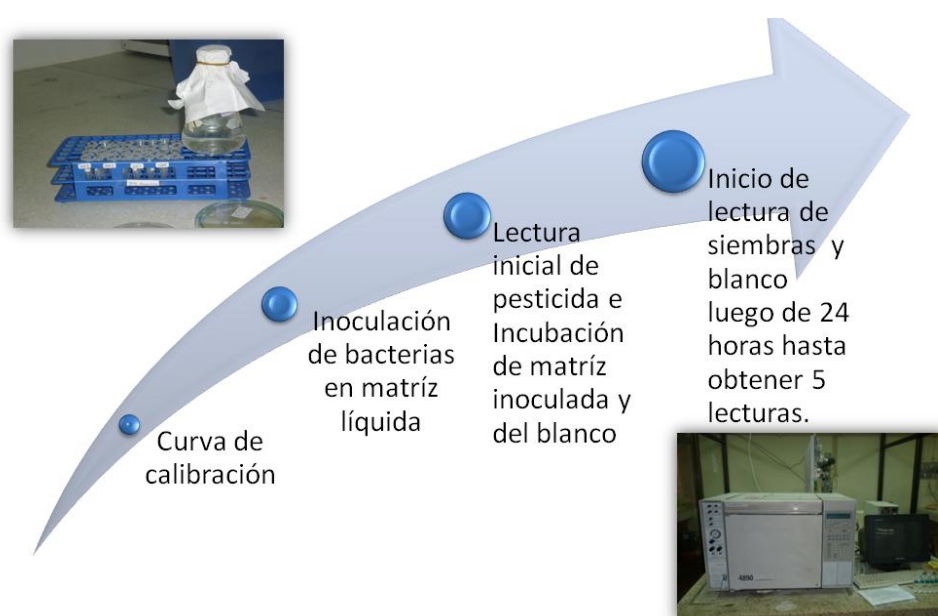 Curva de
calibración
Inoculación
de bacterias
en matríz
líquida
Lectura
inicial de
pesticida e
Incubación
de matríz
inoculada y
del blanco
Inicio de
lectura de
siembras y
blanco
luego de 24
horas hasta
obtener 5
lecturas.
4890